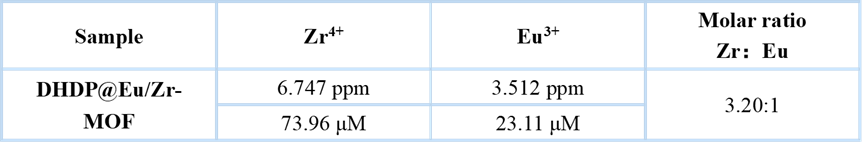 Sample Zr4+ Eu3+ Molar ratio
Zr：Eu
DHDP@Eu/Zr-
MOF
6.747 ppm 3.512 ppm
73.96 μM 23.11 μM
3.20:1